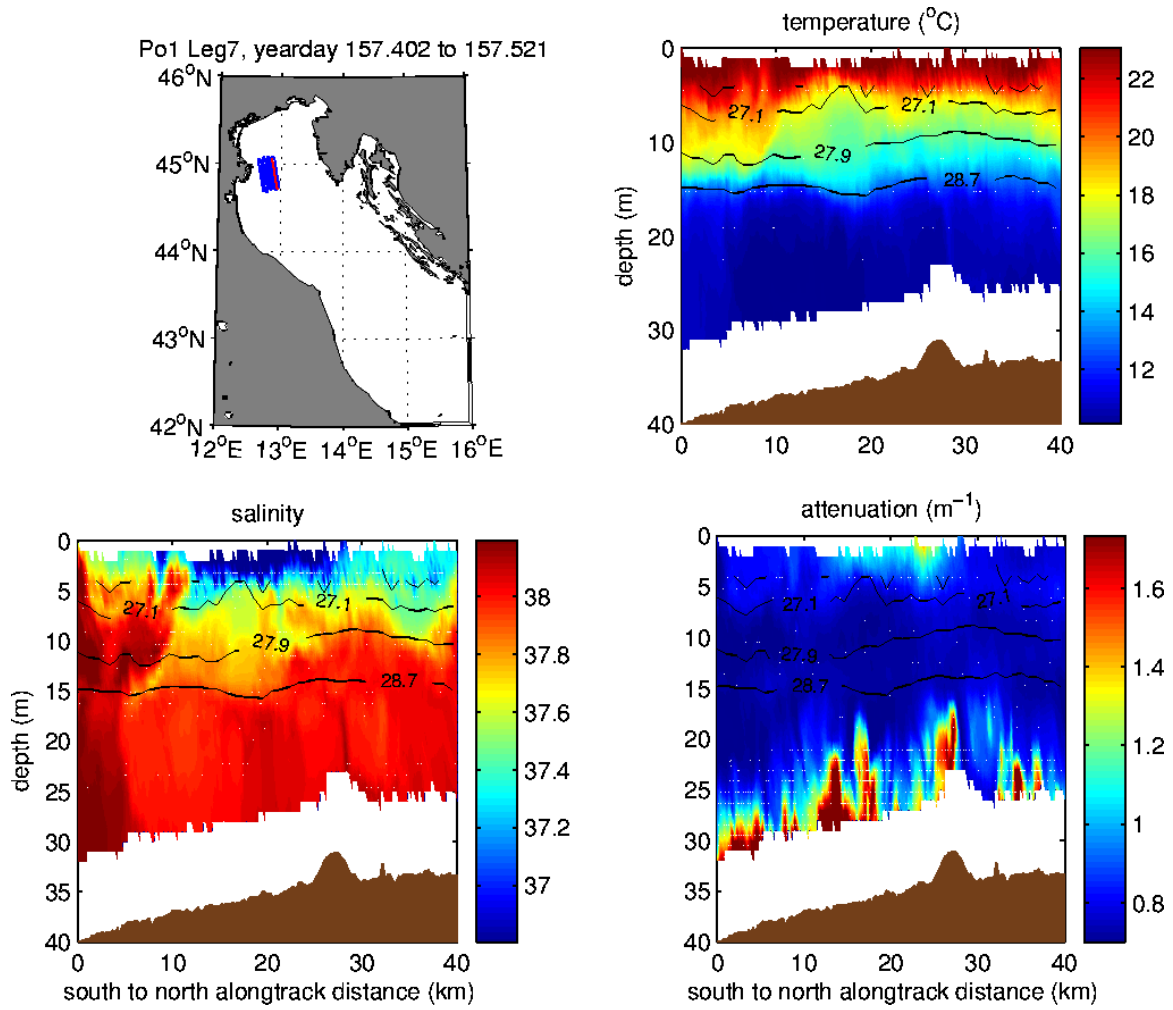 Po1 Leg7, yearday 157.402 to 157.521
46°N
45°N
44°N
43°N
42°N
12°E 13°E 14°E 15°E 16°E
temperature (°C)
0
10
20
30
40
depth (m)
27.1 27.1
27.9
28.7
0 10 20 30 40
22
20
18
16
14
12
salinity
0
5
10
15
20
25
30
35
40
depth (m)
27.1 27.1
27.9
28.7
0 10 20 30 40
south to north alongtrack distance (km)
38
37.8
37.6
37.4
37.2
37
attenuation (m⁻¹)
0
5
10
15
20
25
30
35
40
27.1 27.1
27.9
28.7
0 10 20 30 40
south to north alongtrack distance (km)
1.6
1.4
1.2
1
0.8